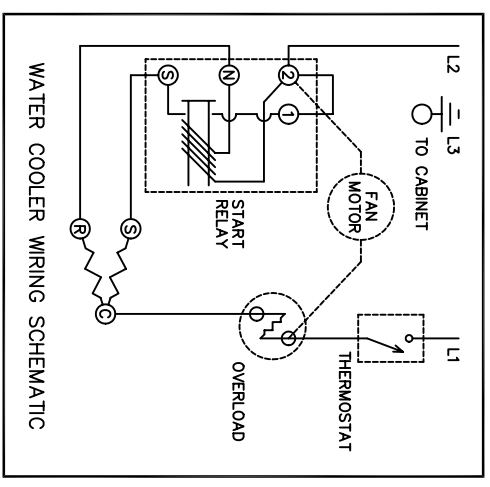 L2
L3
TO CABINET
L1
2
N
S
1
FAN
MOTOR
START
RELAY
THERMOSTAT
OVERLOAD
R
S
C
WATER COOLER WIRING SCHEMATIC